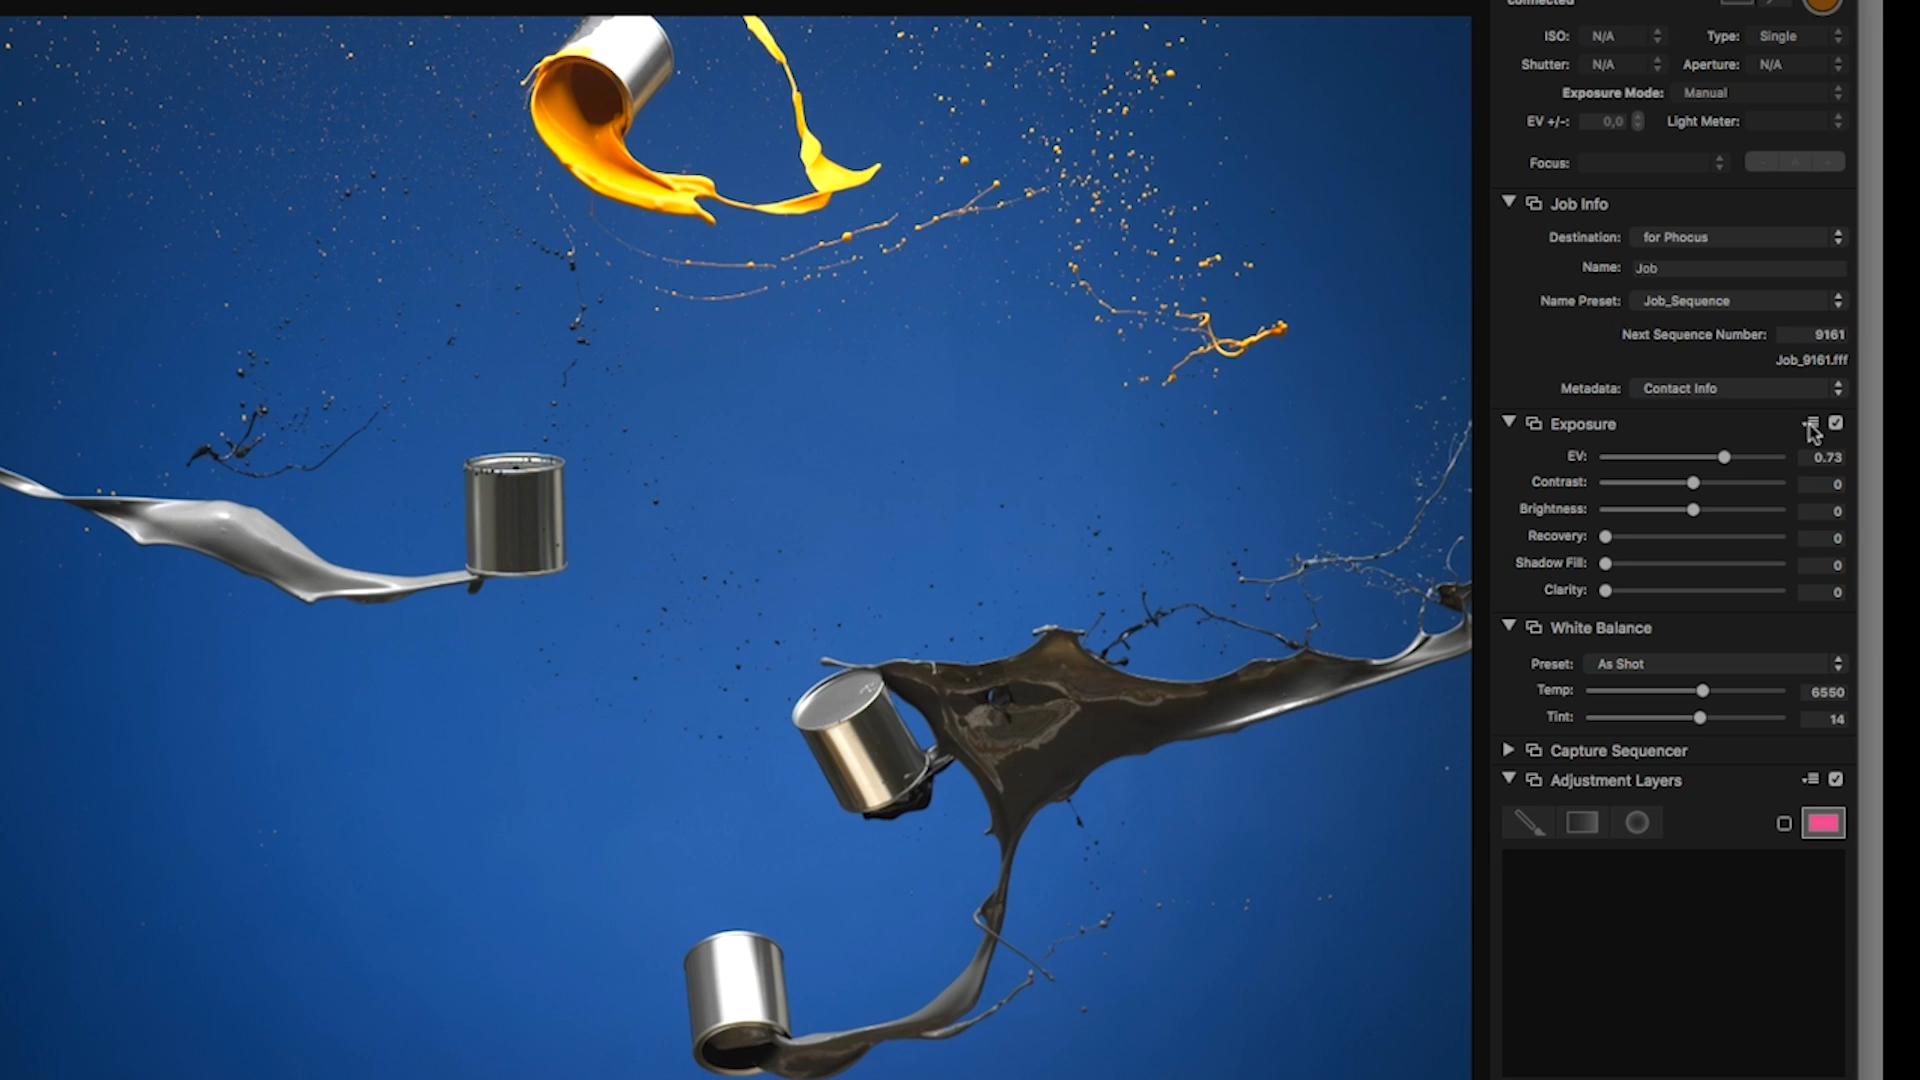 connected
ISO: N/A Type: Single
Shutter: N/A Aperture: N/A
Exposure Mode: Manual
EV +/-: 0,0 Light Meter:
Focus:
Job Info
Destination: for Phocus
Name: Job
Name Preset: Job_Sequence
Next Sequence Number: 9161
Job_9161.fff
Metadata: Contact Info
Exposure
EV: 0.73
Contrast: 0
Brightness: 0
Recovery: 0
Shadow Fill: 0
Clarity: 0
White Balance
Preset: As Shot
Temp: 6550
Tint: 14
Capture Sequencer
Adjustment Layers